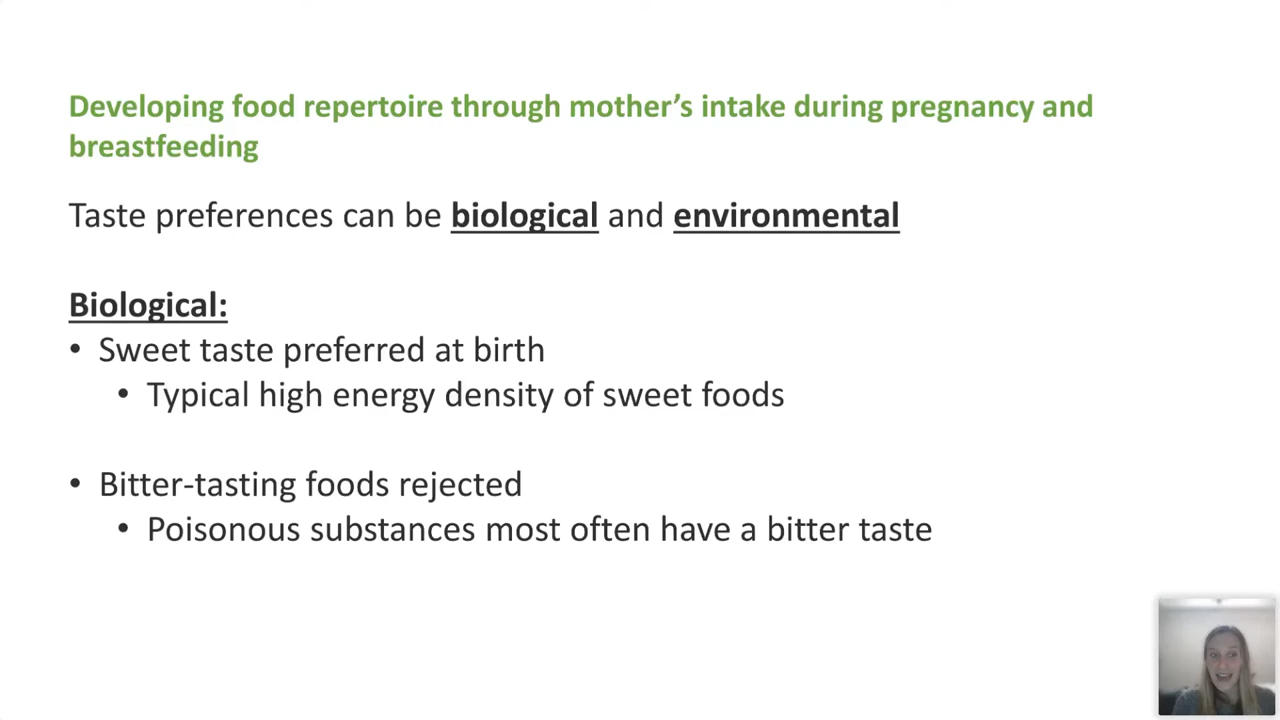 Developing food repertoire through mother’s intake during pregnancy and
breastfeeding
Taste preferences can be biological and environmental
Biological:
• Sweet taste preferred at birth
• Typical high energy density of sweet foods
• Bitter-tasting foods rejected
• Poisonous substances most often have a bitter taste